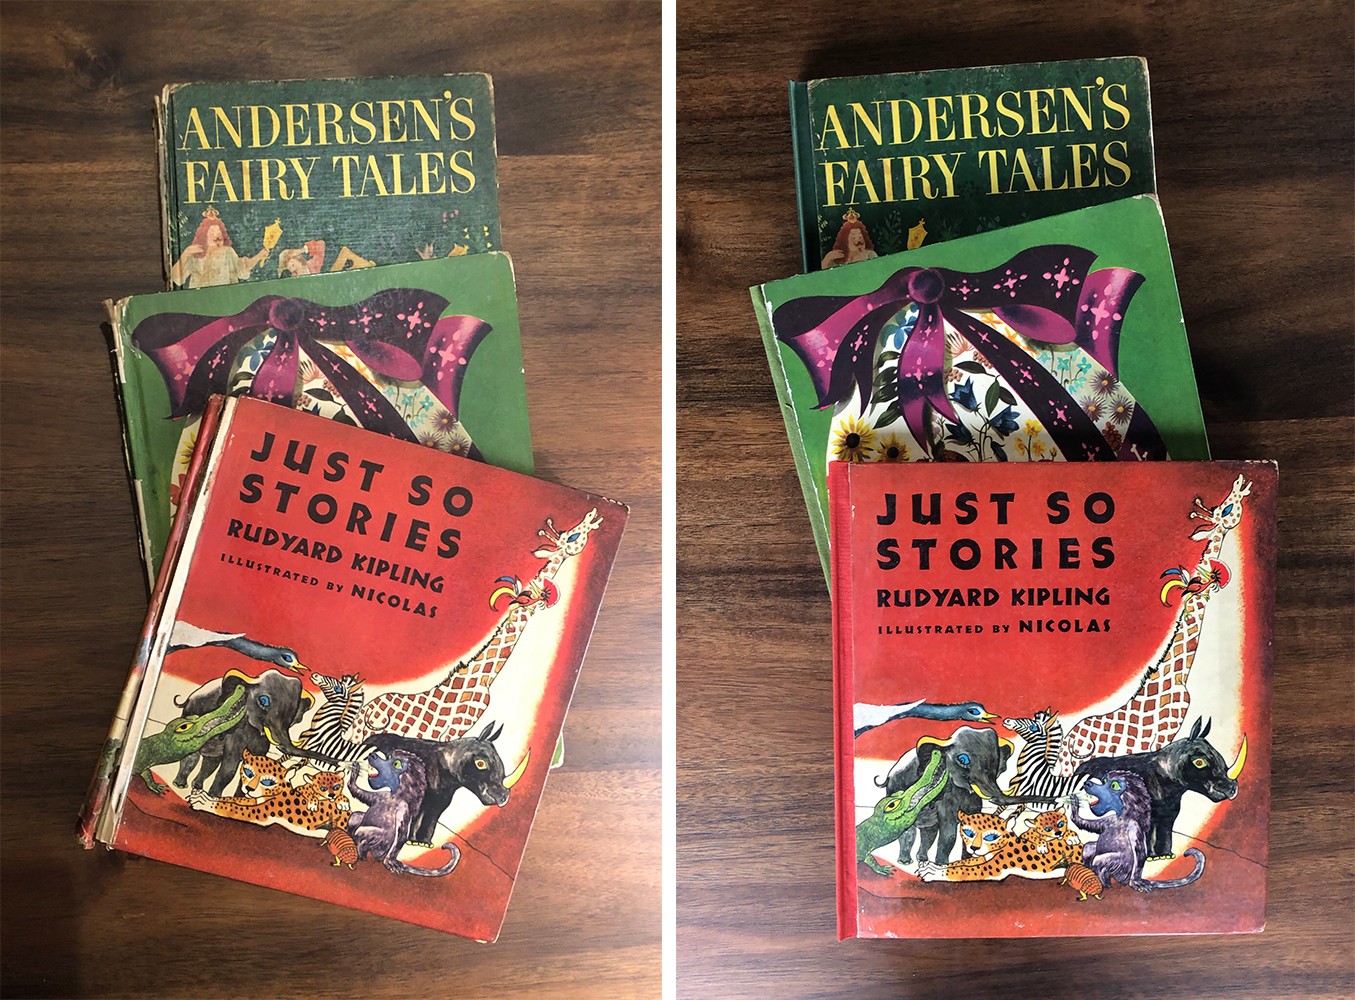 ANDERSEN'S
FAIRY TALES
JUST SO
STORIES
RUDYARD KIPLING
ILLUSTRATED BY NICOLAS
ANDERSEN'S
FAIRY TALES
JUST SO
STORIES
RUDYARD KIPLING
ILLUSTRATED BY NICOLAS